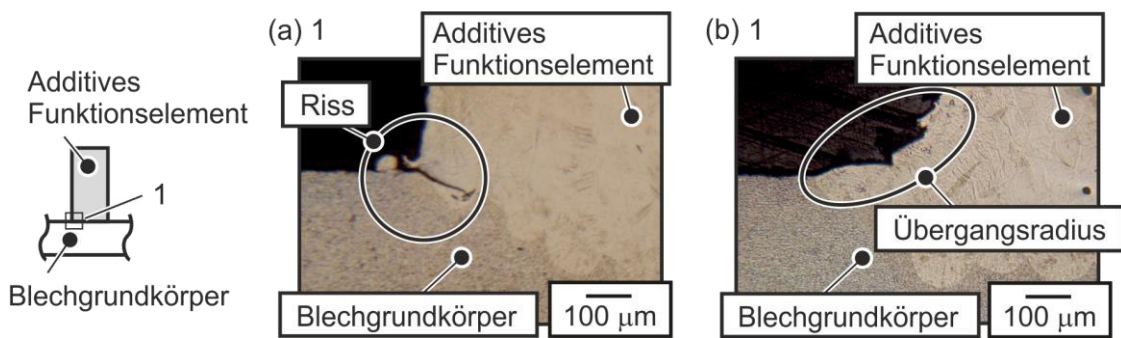 Additives
Funktionselement
1
Blechgrundkörper
(a) 1
Additives
Funktionselement
Riss
Blechgrundkörper
100 µm
(b) 1
Additives
Funktionselement
Übergangsradius
Blechgrundkörper
100 µm